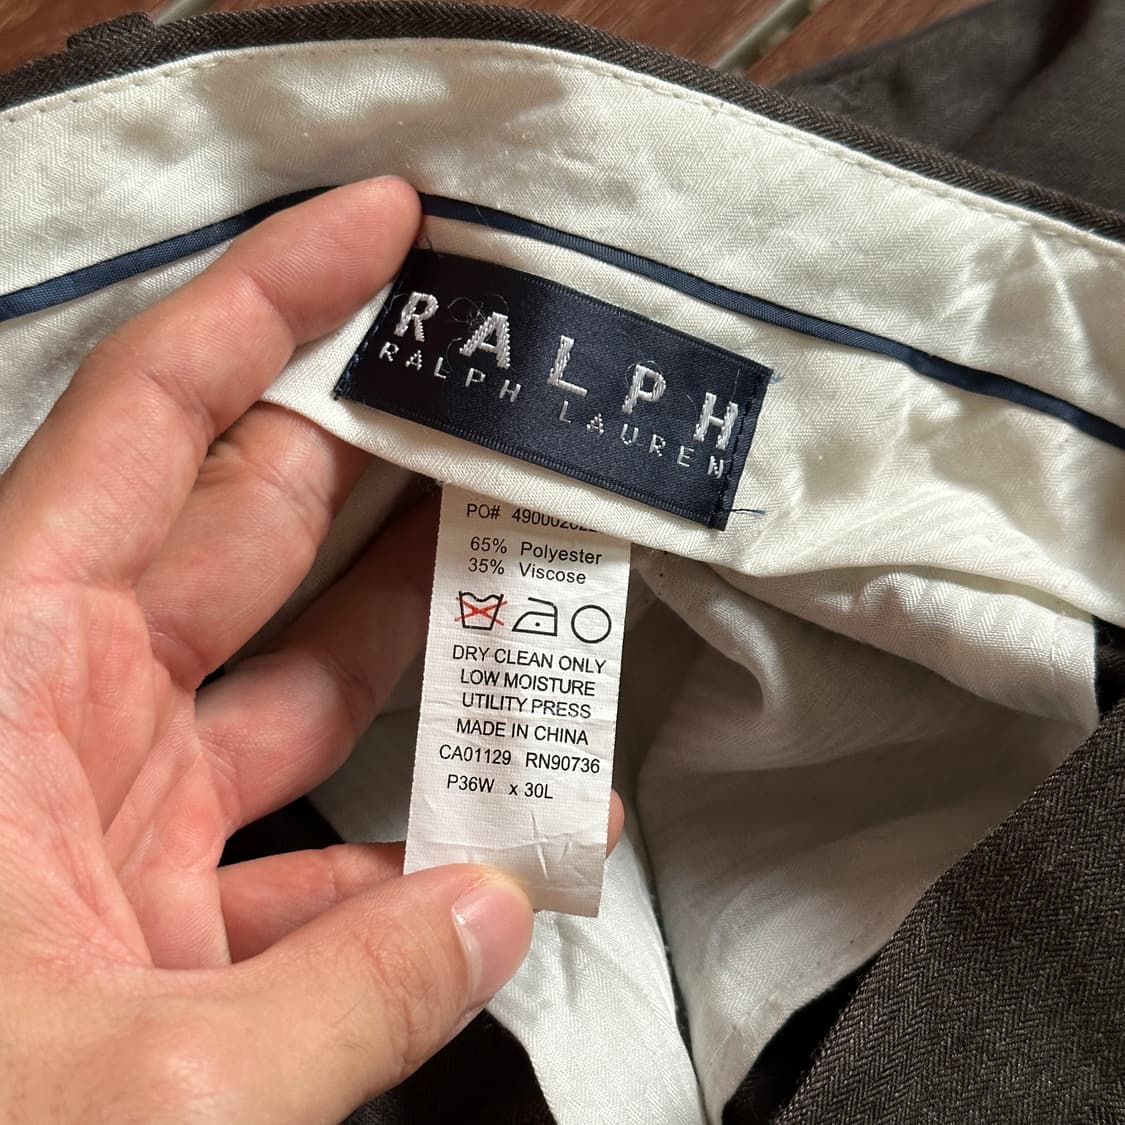 RALPH
RALPH LAUREN
PO#
65% Polyester
35% Viscose
DRY CLEAN ONLY
LOW MOISTURE
UTILITY PRESS
MADE IN CHINA
CA01129 RN90736
P36W x 30L